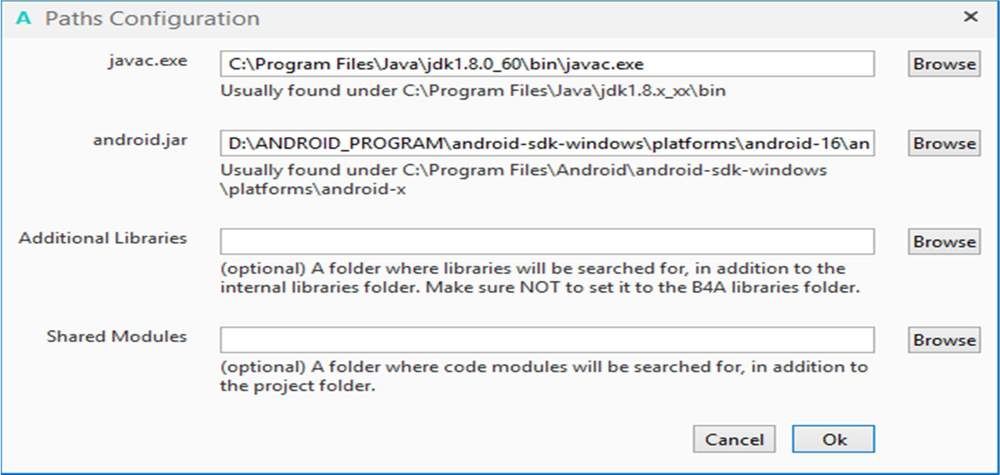 A Paths Configuration
javac.exe C:\Program Files\Java\jdk1.8.0_60\bin\javac.exe Browse
Usually found under C:\Program Files\Java\jdk1.8.x_xx\bin
android.jar D:\ANDROID_PROGRAM\android-sdk-windows\platforms\android-16\an Browse
Usually found under C:\Program Files\Android\android-sdk-windows
\platforms\android-x
Additional Libraries Browse
(optional) A folder where libraries will be searched for, in addition to the
internal libraries folder. Make sure NOT to set it to the B4A libraries folder.
Shared Modules Browse
(optional) A folder where code modules will be searched for, in addition to
the project folder.
Cancel Ok